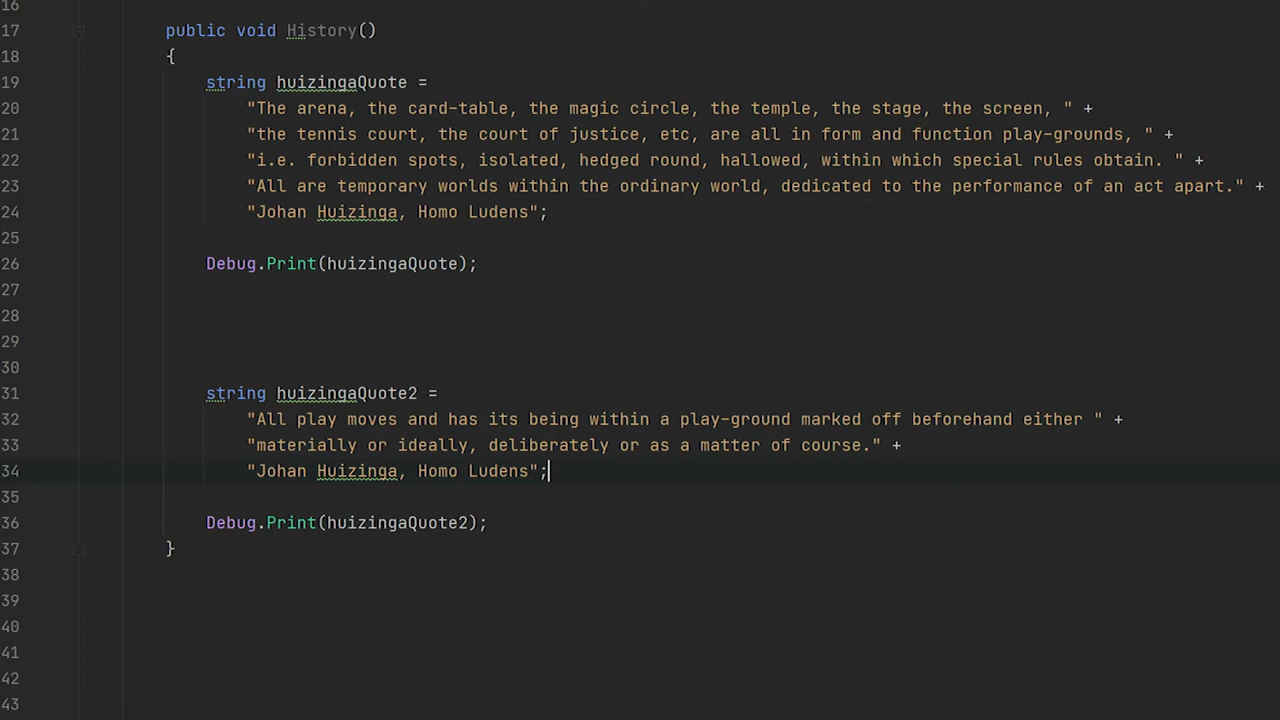 16
17 public void History()
18 {
19 string huizingaQuote =
20 "The arena, the card-table, the magic circle, the temple, the stage, the screen, " +
21 "the tennis court, the court of justice, etc, are all in form and function play-grounds, " +
22 "i.e. forbidden spots, isolated, hedged round, hallowed, within which special rules obtain. " +
23 "All are temporary worlds within the ordinary world, dedicated to the performance of an act apart." +
24 "Johan Huizinga, Homo Ludens";
25
26 Debug.Print(huizingaQuote);
27
28
29
30
31 string huizingaQuote2 =
32 "All play moves and has its being within a play-ground marked off beforehand either " +
33 "materially or ideally, deliberately or as a matter of course." +
34 "Johan Huizinga, Homo Ludens";
35
36 Debug.Print(huizingaQuote2);
37 }
38
39
40
41
42
43